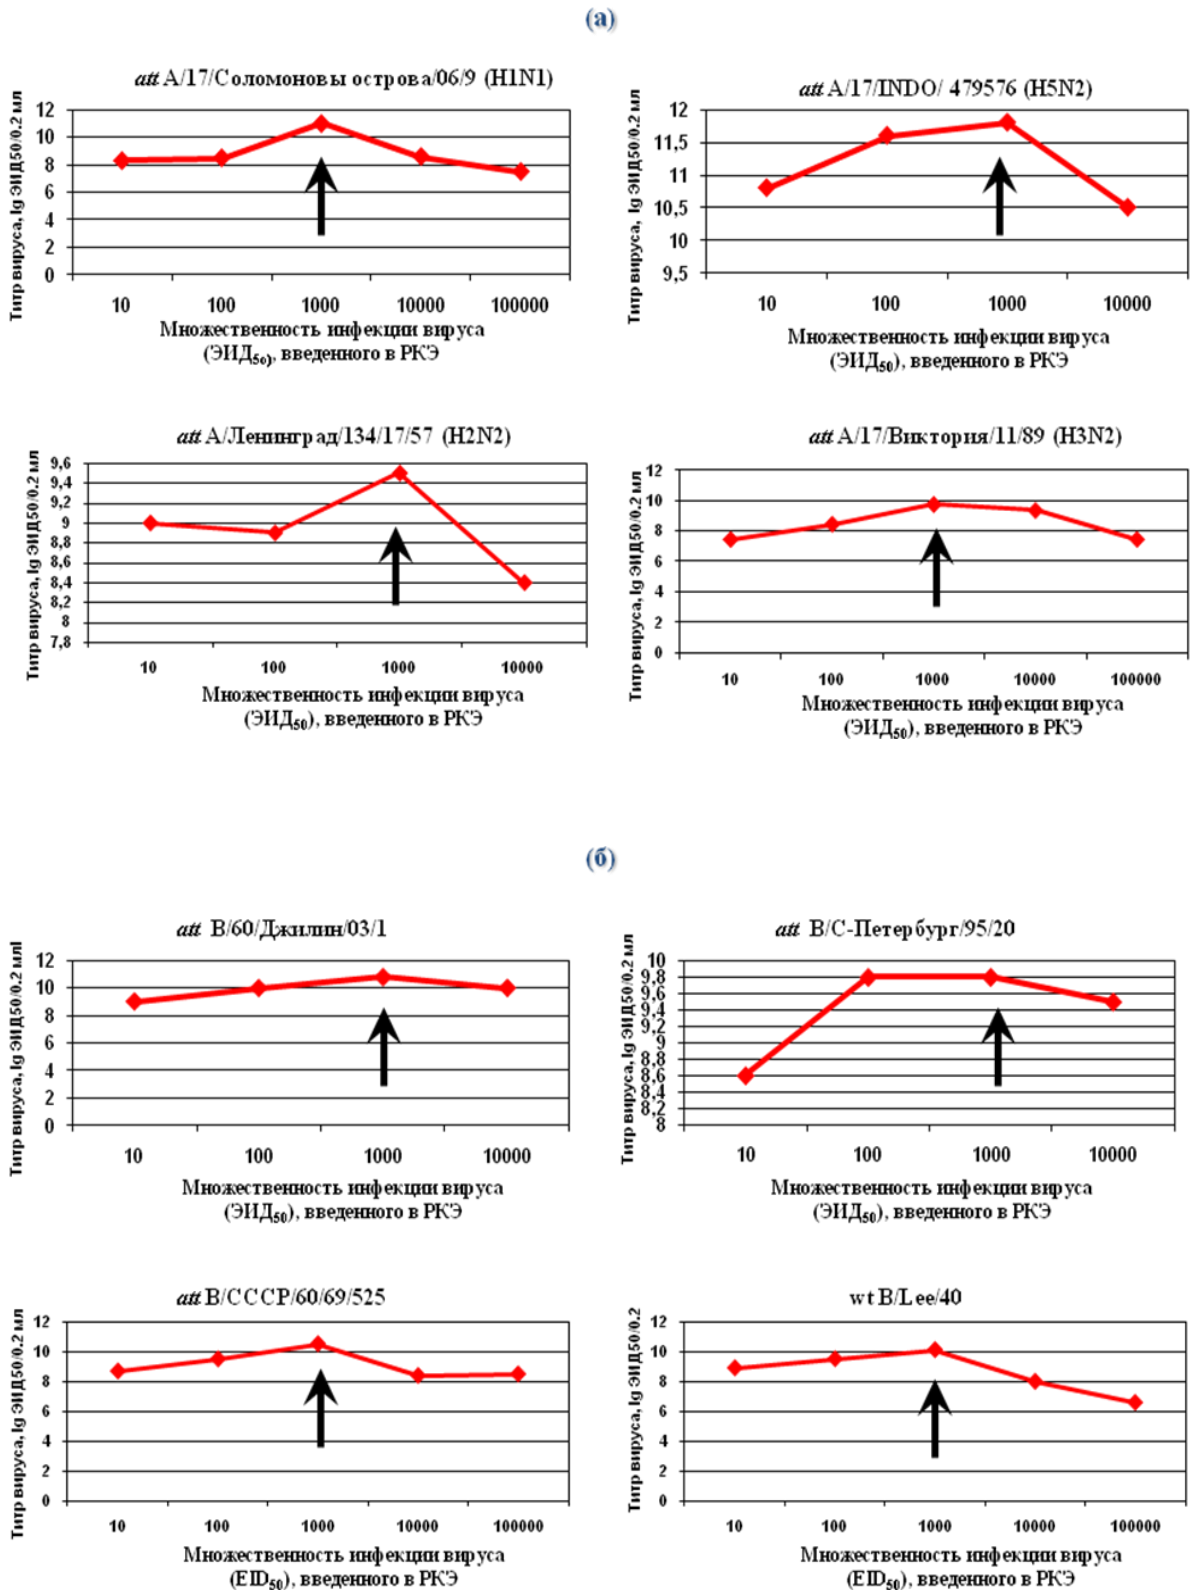 (а)
att А/17/Соломоновы острова/06/9 (H1N1)
Титр вируса, lg ЭИД50/0.2 мл
12
10
8
6
4
2
0
10 100 1000 10000 100000
Множественность инфекции вируса
(ЭИД50), введенного в РКЭ
att А/17/INDO/ 479576 (H5N2)
Титр вируса, lg ЭИД50/0.2 мл
12
11,5
11
10,5
10
9,5
10 100 1000 10000
Множественность инфекции вируса
(ЭИД50), введенного в РКЭ
att А/Ленинград/134/17/57 (H2N2)
Титр вируса, lg ЭИД50/0.2 мл
9,6
9,4
9,2
9
8,8
8,6
8,4
8,2
8
7,8
10 100 1000 10000
Множественность инфекции вируса
(ЭИД50), введенного в РКЭ
att А/17/Виктория/11/89 (H3N2)
Титр вируса, lg ЭИД50/0.2 мл
12
10
8
6
4
2
0
10 100 1000 10000 100000
Множественность инфекции вируса
(ЭИД50), введенного в РКЭ
(б)
att В/60/Джилин/03/1
Титр вируса, lg ЭИД50/0.2 млl
12
10
8
6
4
2
0
10 100 1000 10000
Множественность инфекции вируса
(ЭИД50), введенного в РКЭ
att В/С-Петербург/95/20
Титр вируса, lg ЭИД50/0.2 мл
10
9,8
9,6
9,4
9,2
9
8,8
8,6
8,4
8,2
8
10 100 1000 10000
Множественность инфекции вируса
(ЭИД50), введенного в РКЭ
att В/СССР/60/69/525
Титр вируса, lg ЭИД50/0.2 мл
12
10
8
6
4
2
0
10 100 1000 10000 100000
Множественность инфекции вируса
(EID50), введенного в РКЭ
wt B/Lee/40
Титр вируса, lg ЭИД50/0.2
12
10
8
6
4
2
0
10 100 1000 10000 100000
Множественность инфекции вируса
(EID50), введенного в РКЭ